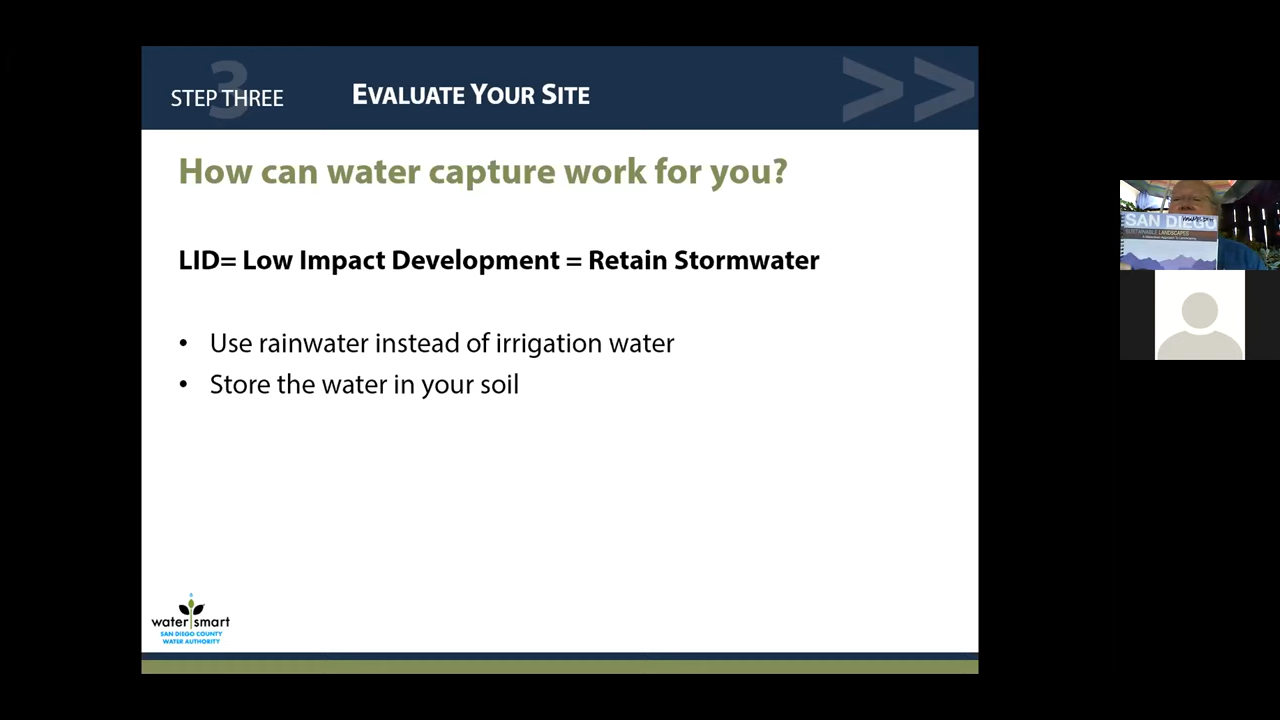 3
STEP THREE
EVALUATE YOUR SITE
>>
How can water capture work for you?
LID= Low Impact Development = Retain Stormwater
• Use rainwater instead of irrigation water
• Store the water in your soil
water smart
SAN DIEGO COUNTY
WATER AUTHORITY
SAN DIEGO
SUSTAINABLE LANDSCAPES